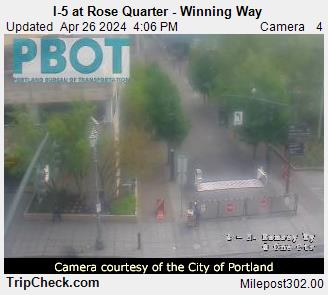 I-5 at Rose Quarter - Winning Way
Updated Apr 26 2024 4:06 PM Camera 4
PBOT
PORTLAND BUREAU OF TRANSPORTATION
Camera courtesy of the City of Portland
TripCheck.com Milepost302.00